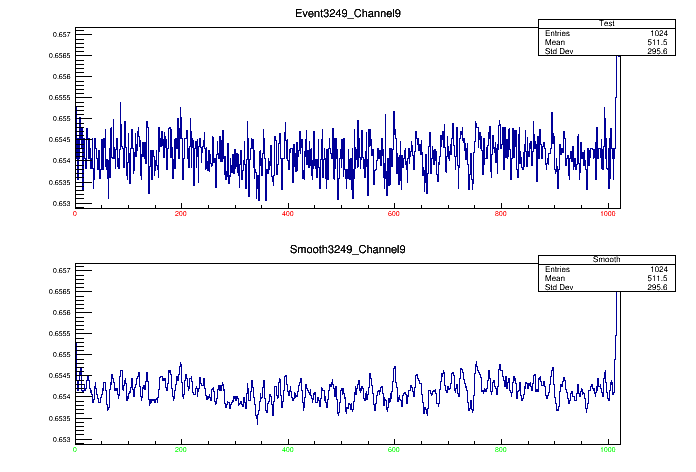 Event3249_Channel9
Test
Entries 1024
Mean 511.5
Std Dev 295.6
0.657
0.6565
0.656
0.6555
0.655
0.6545
0.654
0.6535
0.653
0 200 400 600 800 1000
Smooth3249_Channel9
Smooth
Entries 1024
Mean 511.5
Std Dev 295.6
0.657
0.6565
0.656
0.6555
0.655
0.6545
0.654
0.6535
0.653
0 200 400 600 800 1000